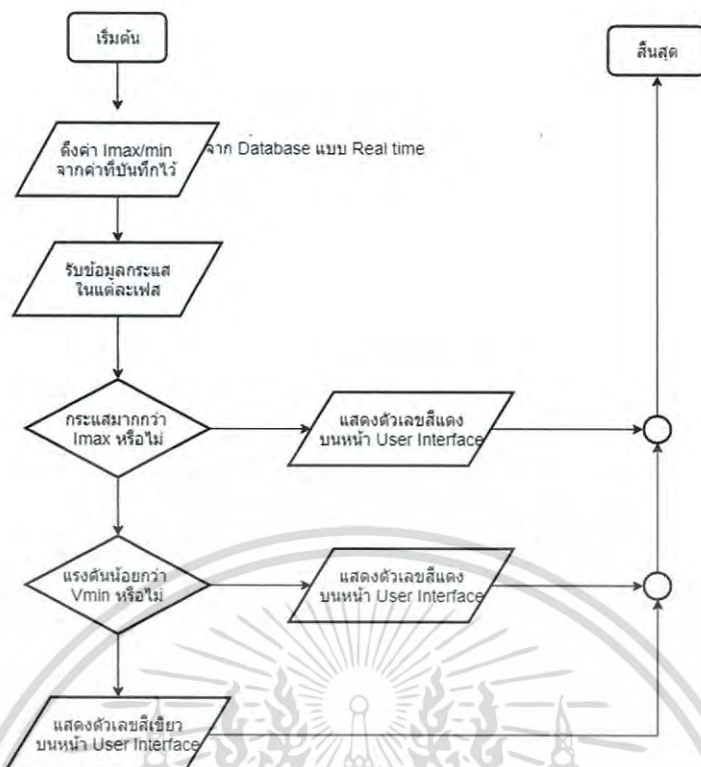 เริ่มต้น
สิ้นสุด
ดึงค่า Imax/min
จากค่าที่บันทึกไว้
จาก Database แบบ Real time
รับข้อมูลกระแส
ในแต่ละเฟส
กระแสมากกว่า
Imax หรือไม่
แสดงตัวเลขสีแดง
บนหน้า User Interface
แรงดันน้อยกว่า
Vmin หรือไม่
แสดงตัวเลขสีแดง
บนหน้า User Interface
แสดงตัวเลขสีเขียว
บนหน้า User Interface